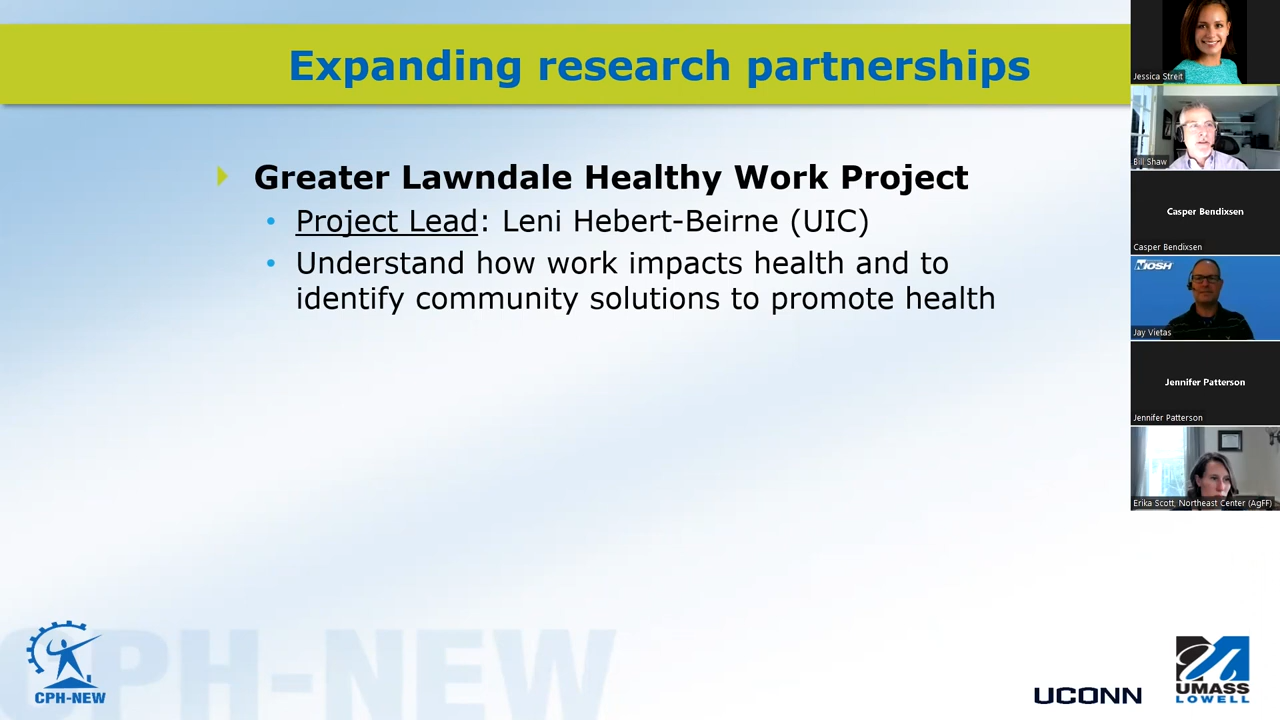 Expanding research partnerships
Greater Lawndale Healthy Work Project
• Project Lead: Leni Hebert-Beirne (UIC)
• Understand how work impacts health and to
identify community solutions to promote health
Jessica Streit
Bill Shaw
Casper Bendixsen
Casper Bendixsen
NIOSH
Jay Vietas
Jennifer Patterson
Jennifer Patterson
Erika Scott, Northeast Center (AgFF)
CPH-NEW
CPH-NEW
UCONN
UMASS
LOWELL